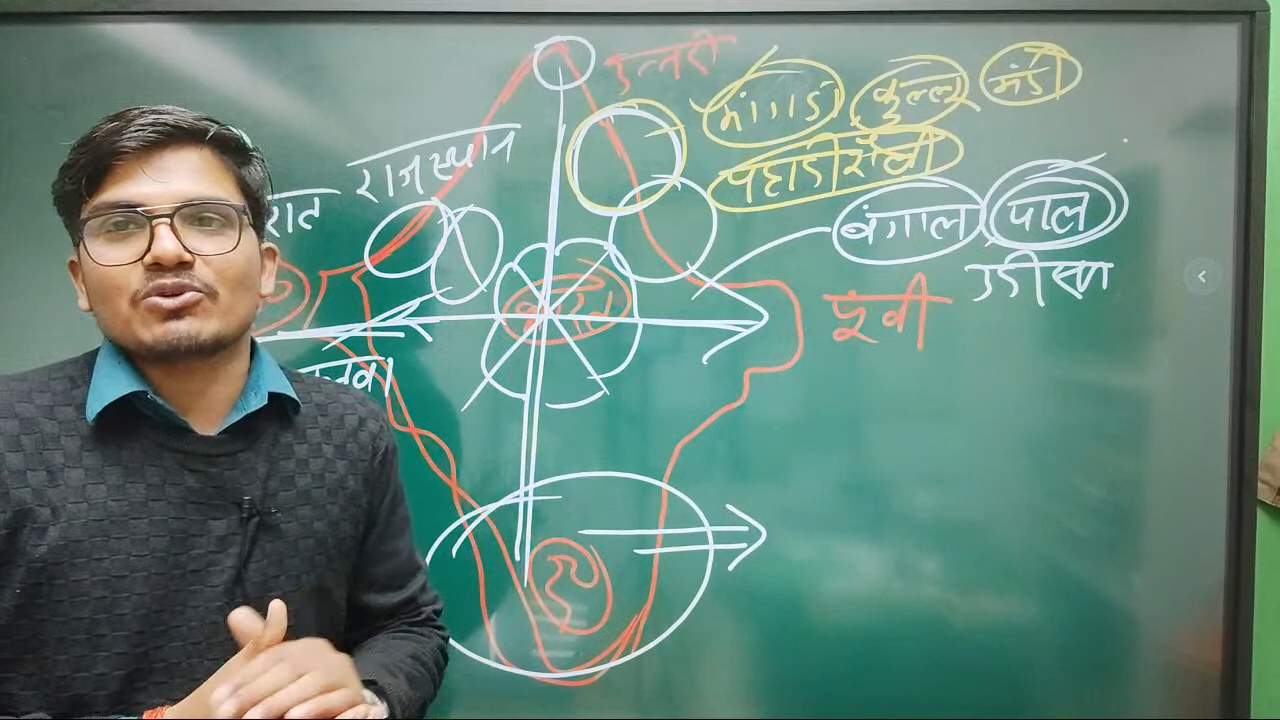 उत्तरी
कांगडा कुल्लू मंडी
पहाडी शैली
राजस्थान
बंगाल पाल
उडीसा
पूर्वी